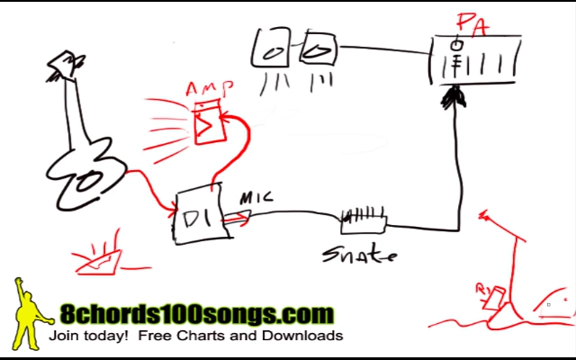 PA
AMP
DI
MIC
Snake
8chords100songs.com
Join today! Free Charts and Downloads